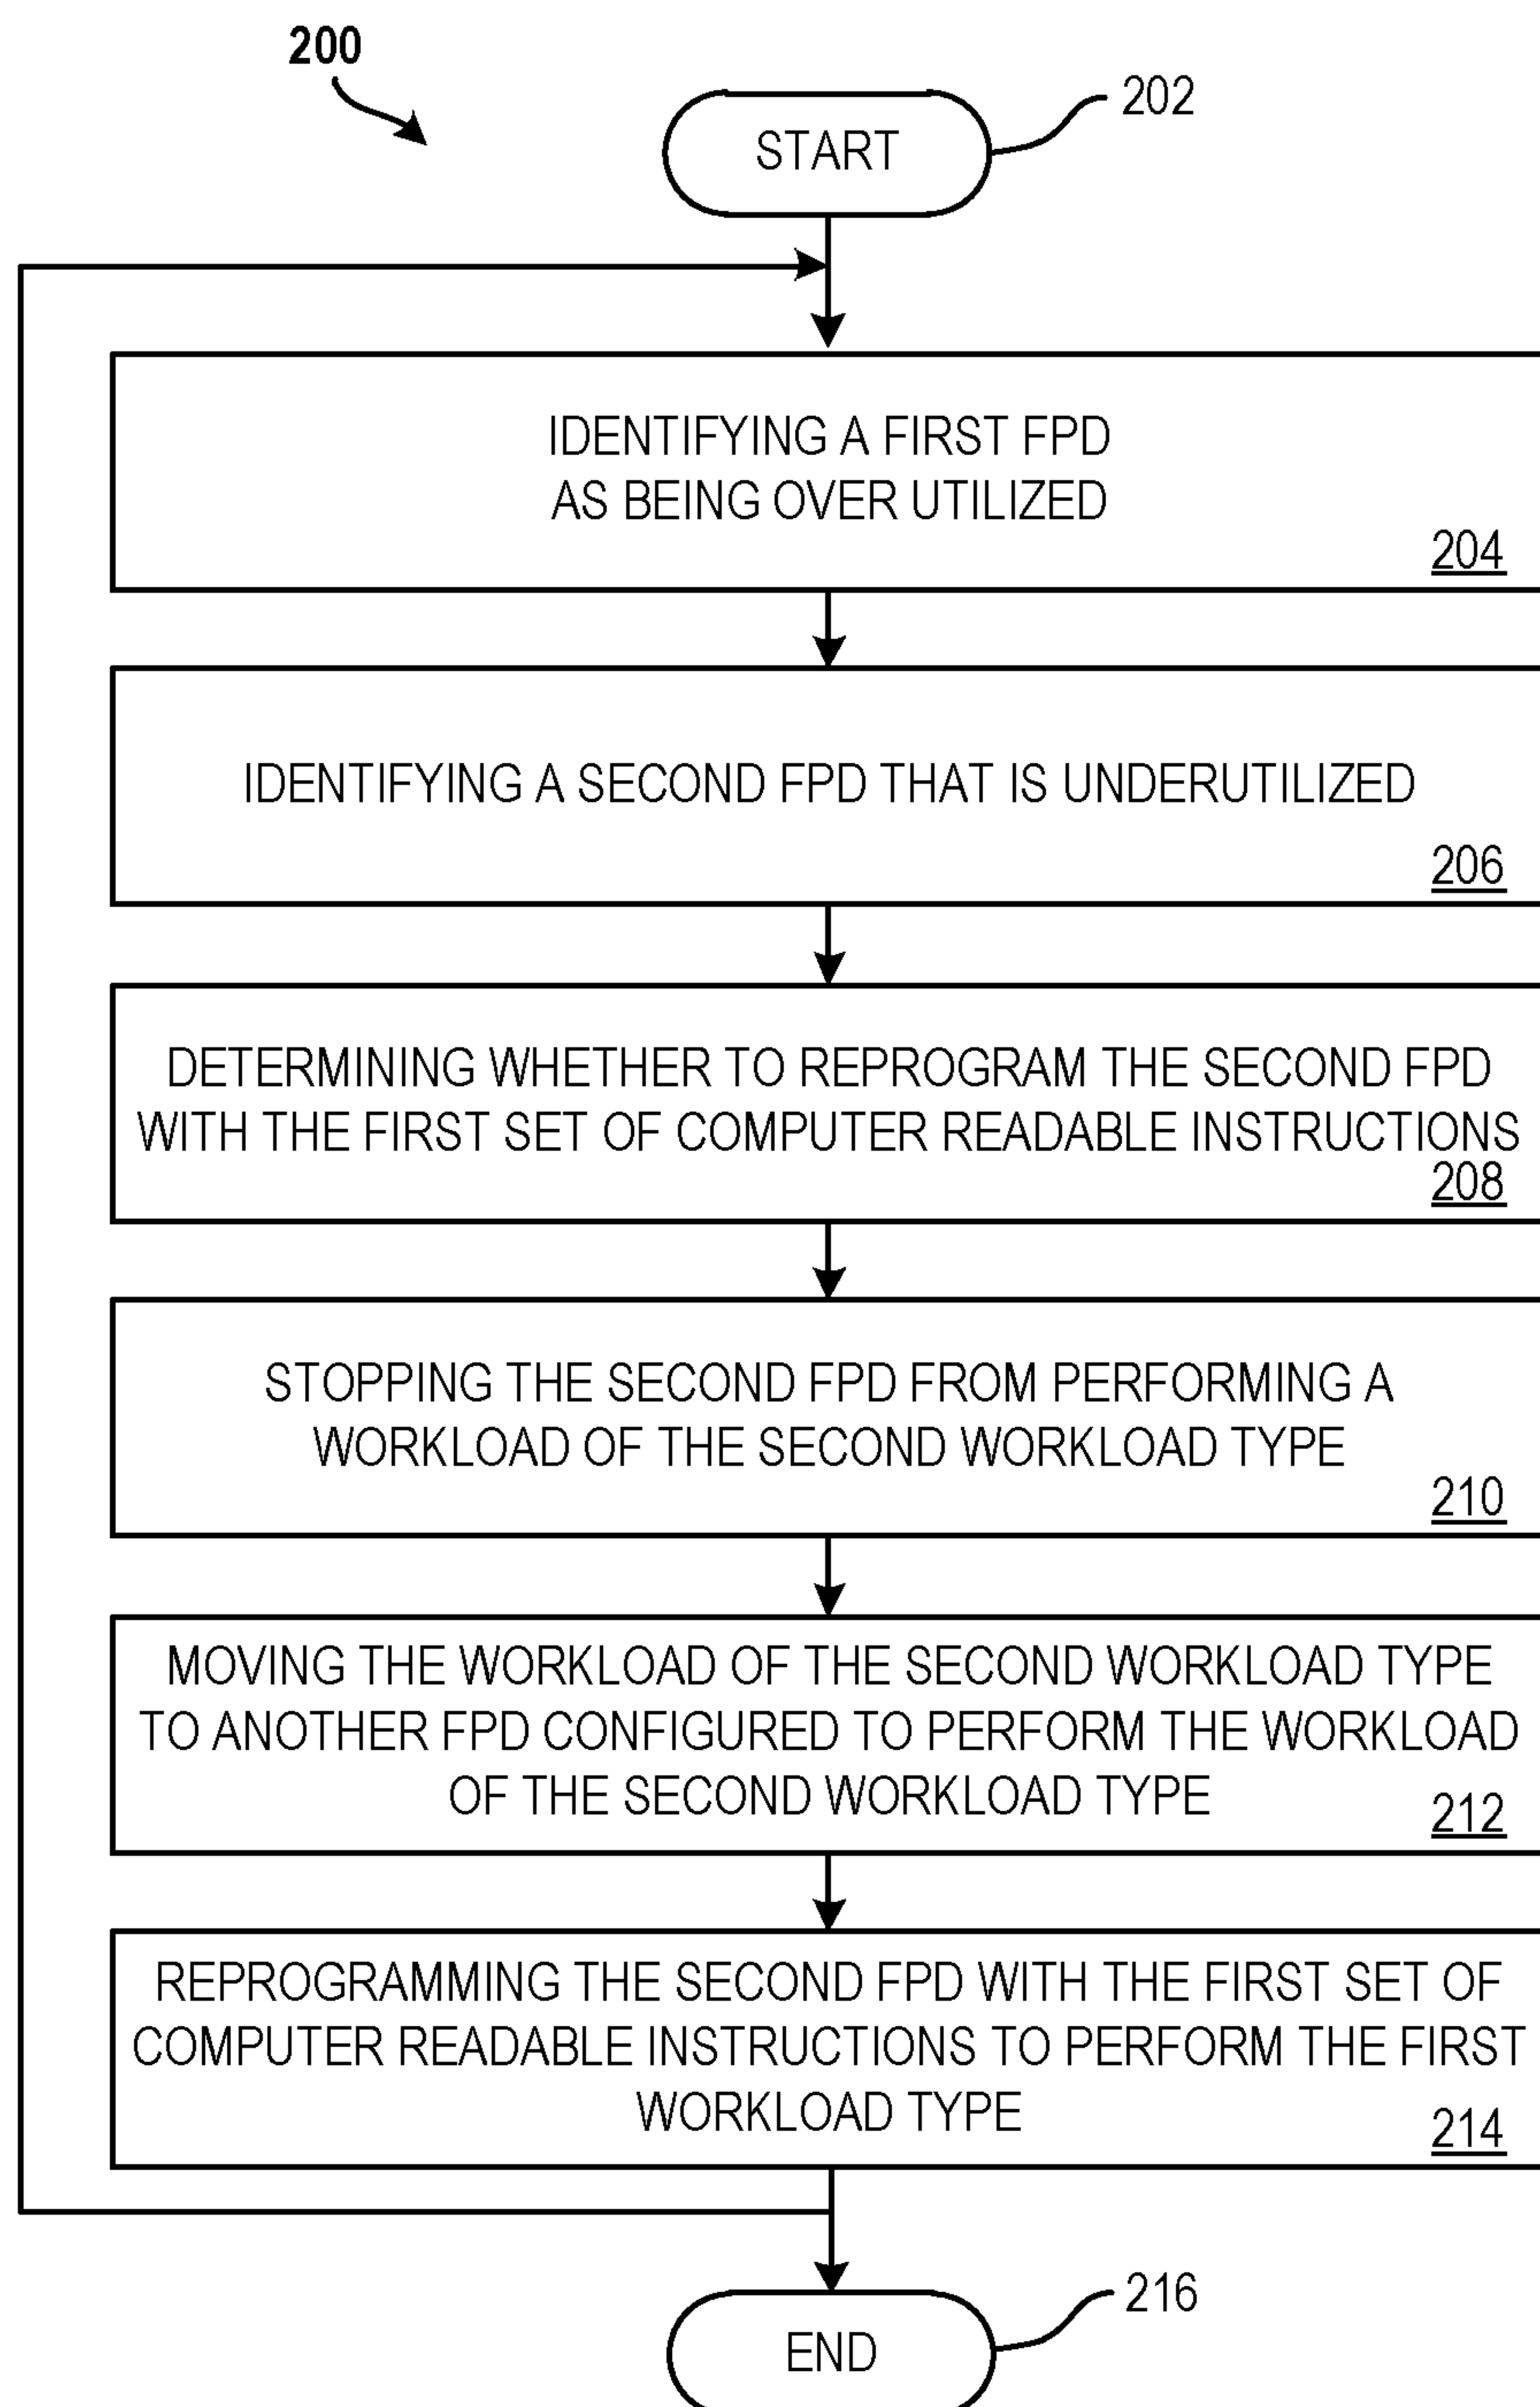 200
202
START
IDENTIFYING A FIRST FPD
AS BEING OVER UTILIZED
204
IDENTIFYING A SECOND FPD THAT IS UNDERUTILIZED
206
DETERMINING WHETHER TO REPROGRAM THE SECOND FPD
WITH THE FIRST SET OF COMPUTER READABLE INSTRUCTIONS
208
STOPPING THE SECOND FPD FROM PERFORMING A
WORKLOAD OF THE SECOND WORKLOAD TYPE
210
MOVING THE WORKLOAD OF THE SECOND WORKLOAD TYPE
TO ANOTHER FPD CONFIGURED TO PERFORM THE WORKLOAD
OF THE SECOND WORKLOAD TYPE
212
REPROGRAMMING THE SECOND FPD WITH THE FIRST SET OF
COMPUTER READABLE INSTRUCTIONS TO PERFORM THE FIRST
WORKLOAD TYPE
214
216
END